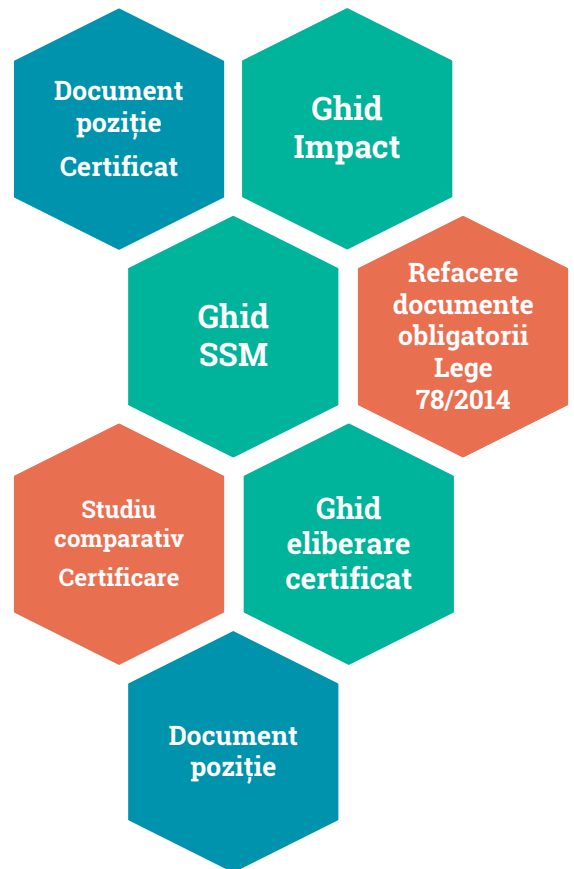 Document
poziție
Certificat
Ghid
Impact
Ghid
SSM
Refacere
documente
obligatorii
Lege
78/2014
Studiu
comparativ
Certificare
Ghid
eliberare
certificat
Document
poziție